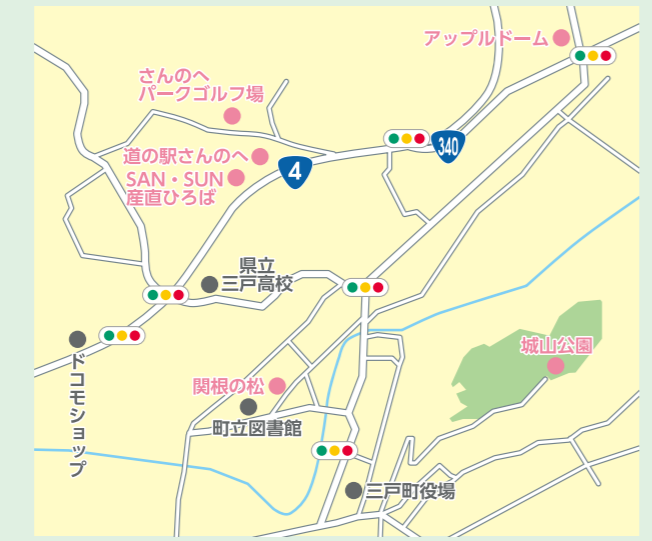 アップルドーム
さんのへ
パークゴルフ場
340
道の駅さんのへ
4
SAN・SUN
産直ひろば
県立
三戸高校
ドコモショップ
城山公園
関根の松
町立図書館
三戸町役場